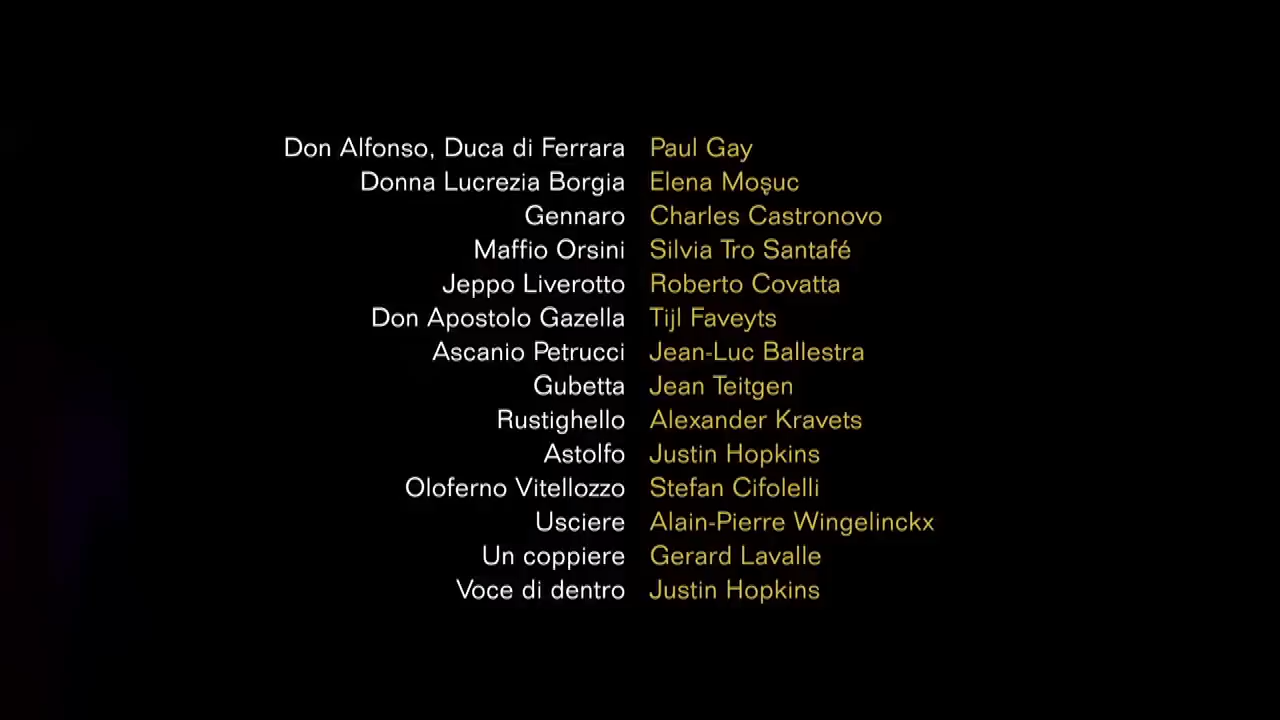 Don Alfonso, Duca di Ferrara Paul Gay
Donna Lucrezia Borgia Elena Moşuc
Gennaro Charles Castronovo
Maffio Orsini Silvia Tro Santafé
Jeppo Liverotto Roberto Covatta
Don Apostolo Gazella Tijl Faveyts
Ascanio Petrucci Jean-Luc Ballestra
Gubetta Jean Teitgen
Rustighello Alexander Kravets
Astolfo Justin Hopkins
Oloferno Vitellozzo Stefan Cifolelli
Usciere Alain-Pierre Wingelinckx
Un coppiere Gerard Lavalle
Voce di dentro Justin Hopkins